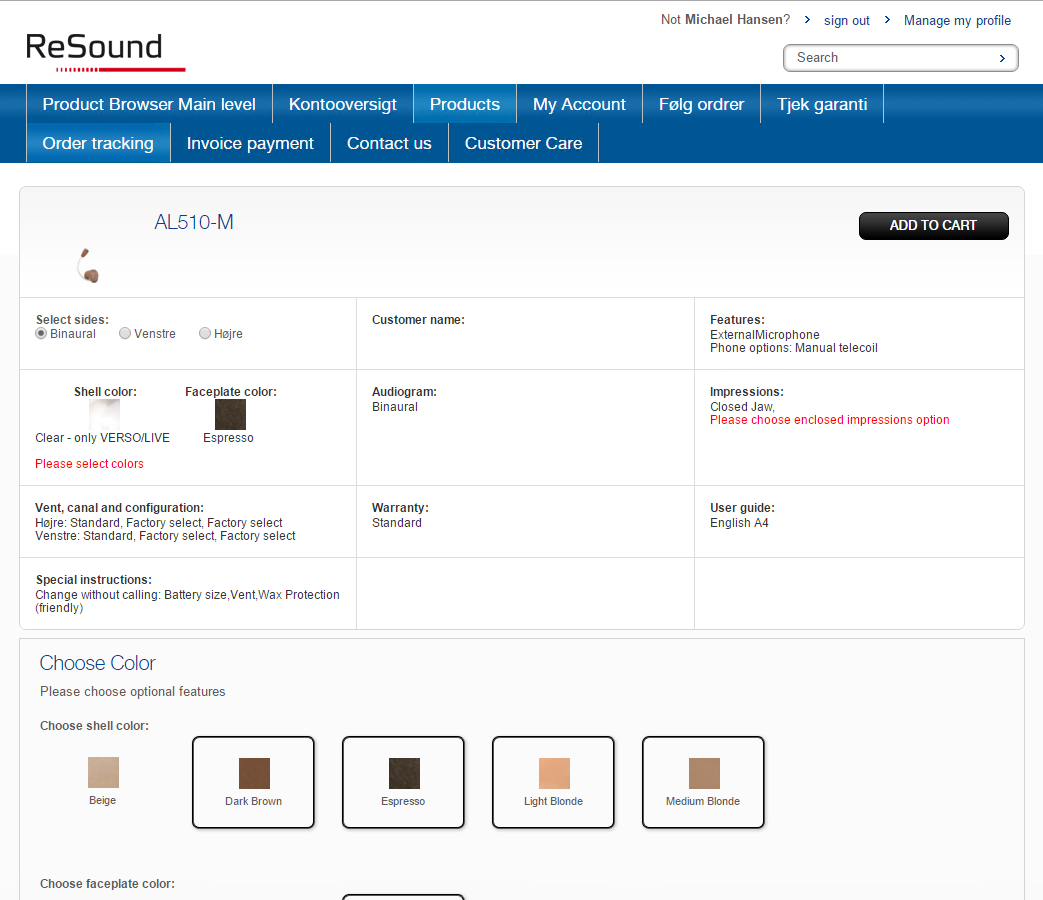 Not Michael Hansen? sign out Manage my profile
ReSound
Search
Product Browser Main level Kontooversigt Products My Account Følg ordrer Tjek garanti
Order tracking Invoice payment Contact us Customer Care
AL510-M
ADD TO CART
Select sides:
Binaural Venstre Højre
Customer name:
Features:
ExternalMicrophone
Phone options: Manual telecoil
Shell color: Faceplate color:
Clear - only VERSO/LIVE Espresso
Please select colors
Audiogram:
Binaural
Impressions:
Closed Jaw,
Please choose enclosed impressions option
Vent, canal and configuration:
Højre: Standard, Factory select, Factory select
Venstre: Standard, Factory select, Factory select
Warranty:
Standard
User guide:
English A4
Special instructions:
Change without calling: Battery size,Vent,Wax Protection
(friendly)
Choose Color
Please choose optional features
Choose shell color:
Beige Dark Brown Espresso Light Blonde Medium Blonde
Choose faceplate color: